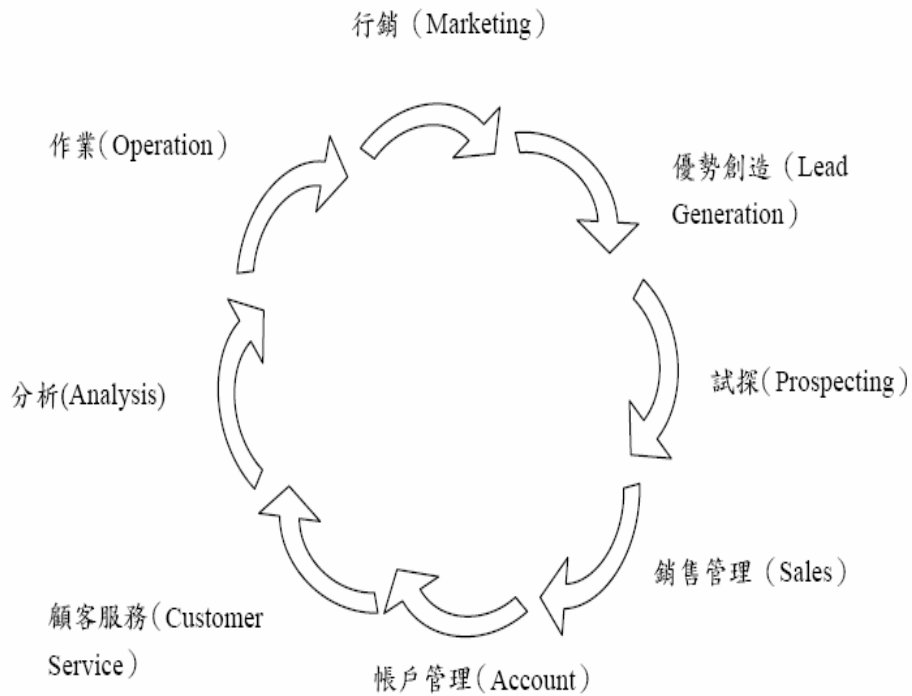 行銷（Marketing）
作業(Operation）
優勢創造（Lead
Generation）
分析(Analysis)
試探（Prospecting）
銷售管理（Sales）
顧客服務（Customer
Service）
帳戶管理（Account）